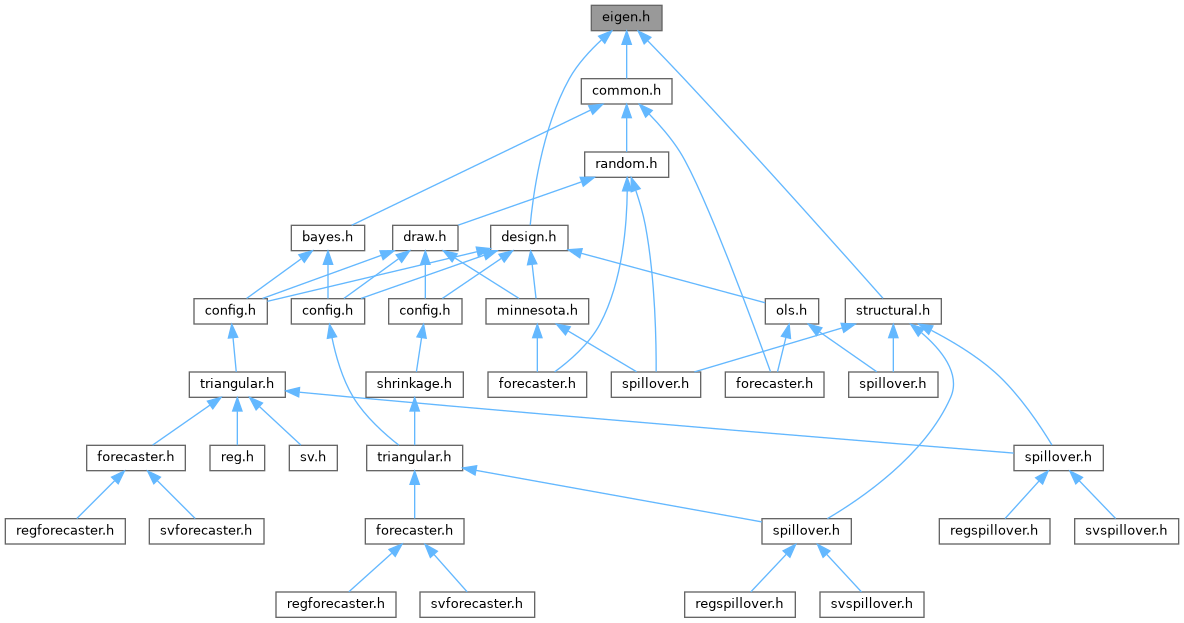 eigen.h
common.h
random.h
bayes.h
draw.h
design.h
config.h
config.h
config.h
minnesota.h
ols.h
structural.h
triangular.h
shrinkage.h
forecaster.h
spillover.h
forecaster.h
spillover.h
forecaster.h
reg.h
sv.h
triangular.h
spillover.h
regforecaster.h
svforecaster.h
forecaster.h
spillover.h
regspillover.h
svspillover.h
regforecaster.h
svforecaster.h
regspillover.h
svspillover.h